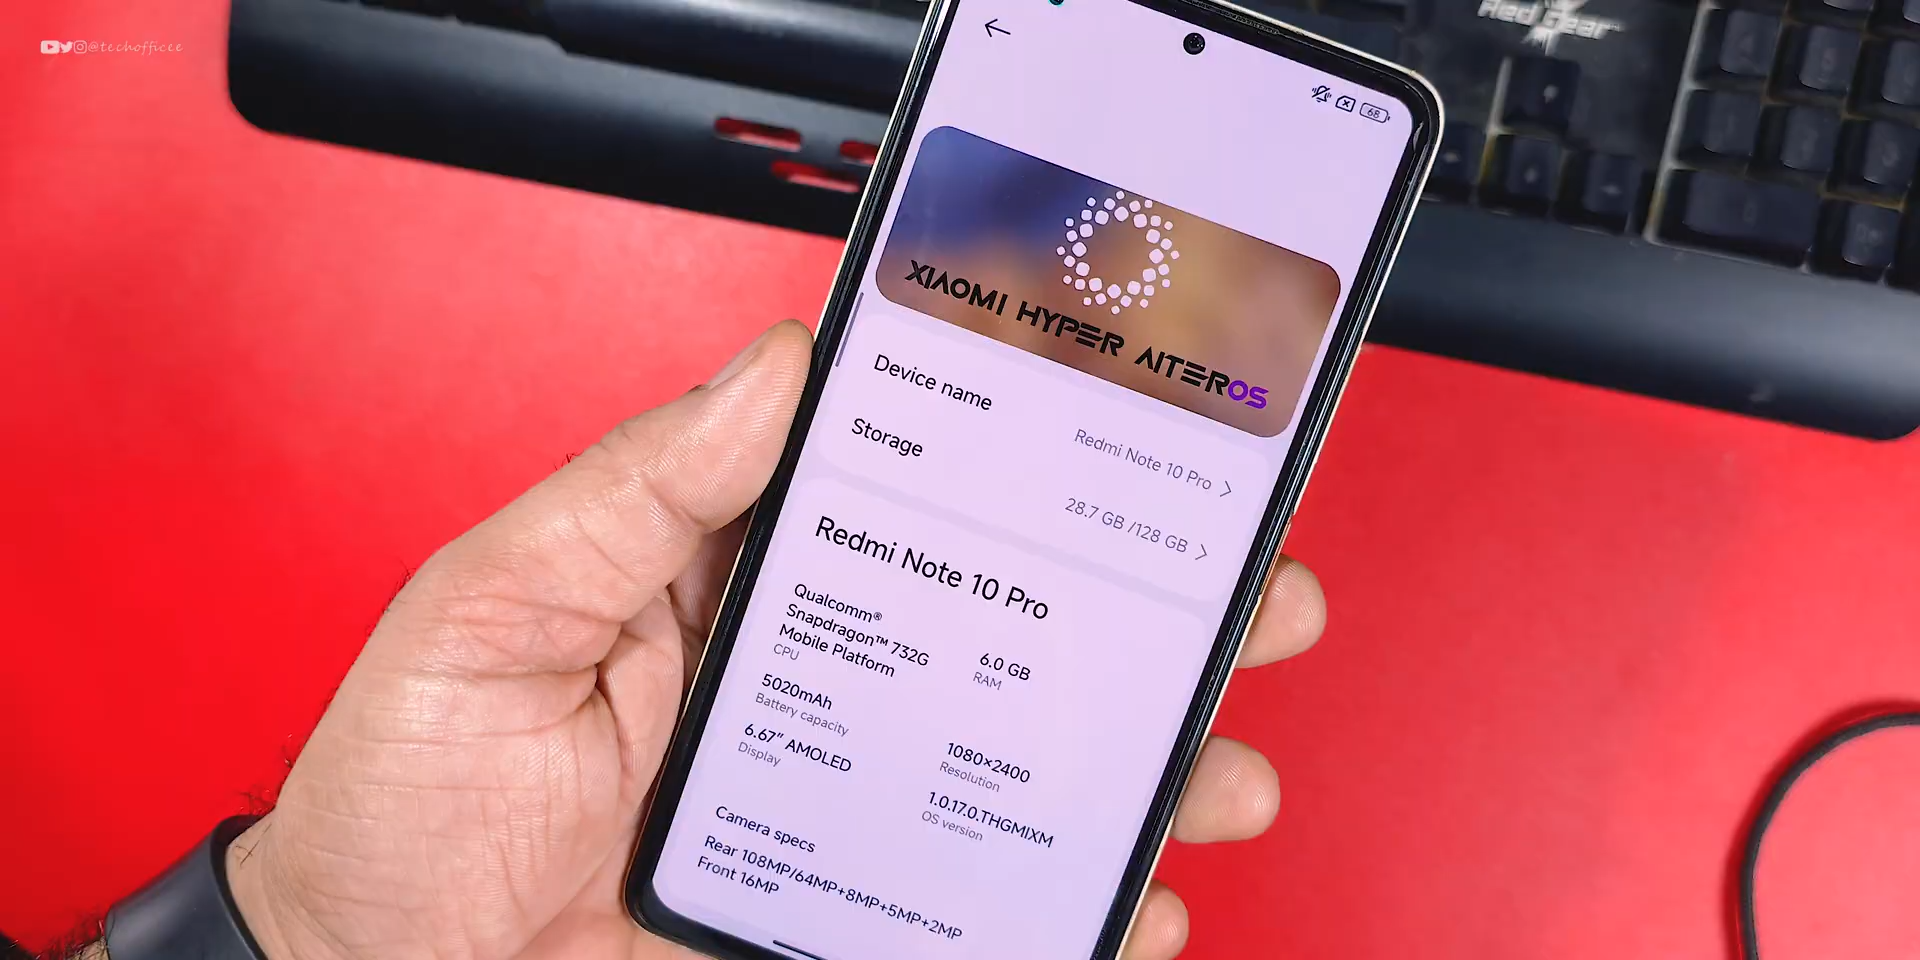 @techofficee
Red Gear
68
XIAOMI HYPER AITEROS
Device name
Redmi Note 10 Pro
Storage
28.7 GB /128 GB
Redmi Note 10 Pro
Qualcomm®
Snapdragon™ 732G
Mobile Platform
CPU
6.0 GB
RAM
5020mAh
Battery capacity
6.67” AMOLED
Display
1080×2400
Resolution
1.0.17.0.THGMIXM
OS version
Camera specs
Rear 108MP/64MP+8MP+5MP+2MP
Front 16MP